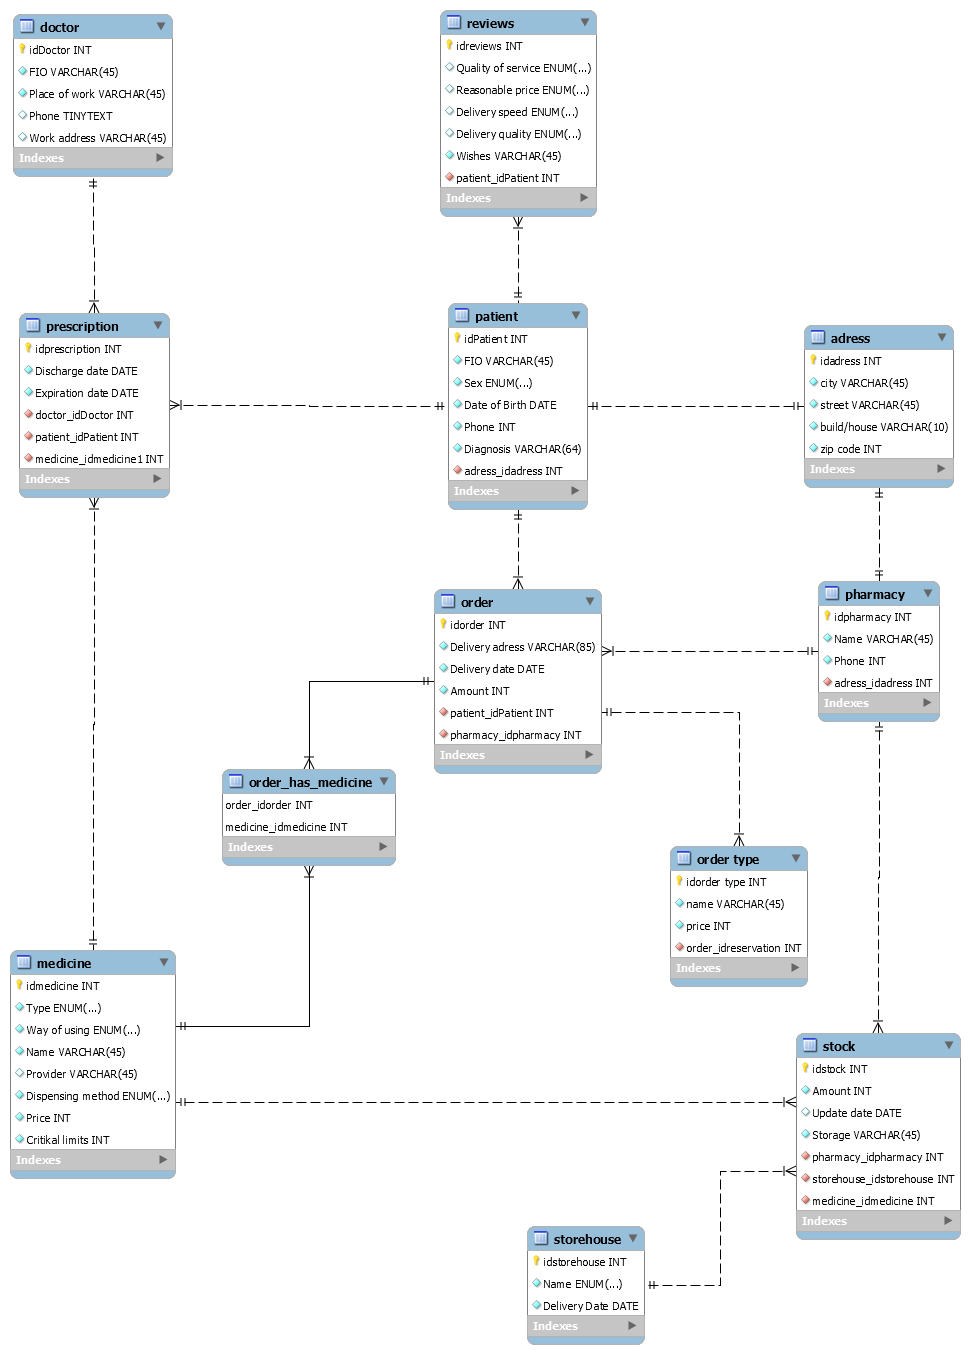 doctor
idDoctor INT
FIO VARCHAR(45)
Place of work VARCHAR(45)
Phone TINYTEXT
Work address VARCHAR(45)
Indexes
reviews
idreviews INT
Quality of service ENUM(...)
Reasonable price ENUM(...)
Delivery speed ENUM(...)
Delivery quality ENUM(...)
Wishes VARCHAR(45)
patient_idPatient INT
Indexes
prescription
idprescription INT
Discharge date DATE
Expiration date DATE
doctor_idDoctor INT
patient_idPatient INT
medicine_idmedicine1 INT
Indexes
patient
idPatient INT
FIO VARCHAR(45)
Sex ENUM(...)
Date of Birth DATE
Phone INT
Diagnosis VARCHAR(64)
adress_idadress INT
Indexes
adress
idadress INT
city VARCHAR(45)
street VARCHAR(45)
build/house VARCHAR(10)
zip code INT
Indexes
order
idorder INT
Delivery adress VARCHAR(85)
Delivery date DATE
Amount INT
patient_idPatient INT
pharmacy_idpharmacy INT
Indexes
pharmacy
idpharmacy INT
Name VARCHAR(45)
Phone INT
adress_idadress INT
Indexes
order_has_medicine
order_idorder INT
medicine_idmedicine INT
Indexes
order type
idorder type INT
name VARCHAR(45)
price INT
order_idreservation INT
Indexes
medicine
idmedicine INT
Type ENUM(...)
Way of using ENUM(...)
Name VARCHAR(45)
Provider VARCHAR(45)
Dispensing method ENUM(...)
Price INT
Critikal limits INT
Indexes
stock
idstock INT
Amount INT
Update date DATE
Storage VARCHAR(45)
pharmacy_idpharmacy INT
storehouse_idstorehouse INT
medicine_idmedicine INT
Indexes
storehouse
idstorehouse INT
Name ENUM(...)
Delivery Date DATE
Indexes